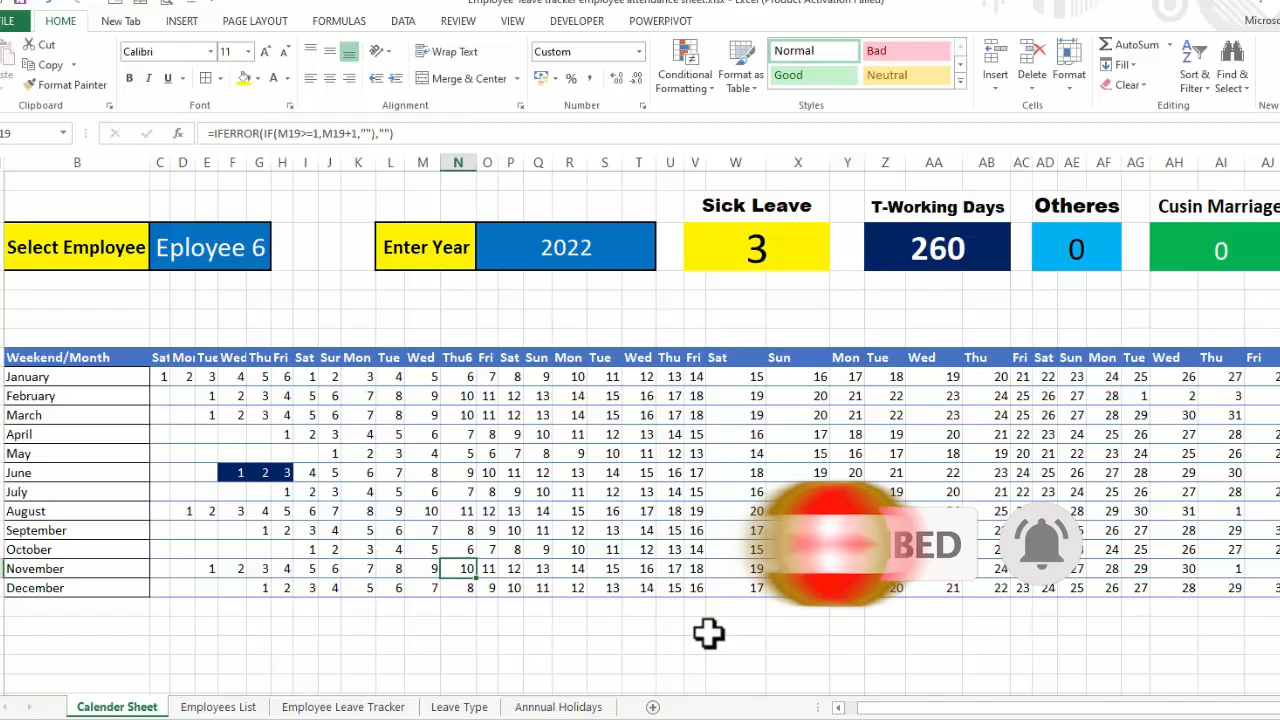 Employee leave tracker employee attendance sheet.xlsx - Excel (Product Activation Failed)
FILE HOME New Tab INSERT PAGE LAYOUT FORMULAS DATA REVIEW VIEW DEVELOPER POWERPIVOT
Cut
Copy
Format Painter
Clipboard
Calibri 11
B I U
Font
Wrap Text
Merge & Center
Alignment
Custom
Number
Conditional Formatting
Format as Table
Normal Bad
Good Neutral
Styles
Insert Delete Format
Cells
AutoSum
Fill
Clear
Sort & Filter
Find & Select
Editing
=IFERROR(IF(M19>=1,M19+1,""),"")
B C D E F G H I J K L M N O P Q R S T U V W X Y Z AA AB AC AD AE AF AG AH AI AJ
Sick Leave T-Working Days Otheres Cusin Marriage
Select Employee Eployee 6 Enter Year 2022 3 260 0 0
Weekend/Month Sat Mon Tue Wed Thu Fri Sat Sun Mon Tue Wed Thu6 Fri Sat Sun Mon Tue Wed Thu Fri Sat Sun Mon Tue Wed Thu Fri Sat Sun Mon Tue Wed Thu Fri
January 1 2 3 4 5 6 1 2 3 4 5 6 7 8 9 10 11 12 13 14 15 16 17 18 19 20 21 22 23 24 25 26 27
February 1 2 3 4 5 6 7 8 9 10 11 12 13 14 15 16 17 18 19 20 21 22 23 24 25 26 27 28 1 2 3
March 1 2 3 4 5 6 7 8 9 10 11 12 13 14 15 16 17 18 19 20 21 22 23 24 25 26 27 28 29 30 31
April 1 2 3 4 5 6 7 8 9 10 11 12 13 14 15 16 17 18 19 20 21 22 23 24 25 26 27 28
May 1 2 3 4 5 6 7 8 9 10 11 12 13 14 15 16 17 18 19 20 21 22 23 24 25 26
June 1 2 3 4 5 6 7 8 9 10 11 12 13 14 15 16 17 18 19 20 21 22 23 24 25 26 27 28 29 30
July 1 2 3 4 5 6 7 8 9 10 11 12 13 14 15 16 19 20 21 22 23 24 25 26 27 28
August 1 2 3 4 5 6 7 8 9 10 11 12 13 14 15 16 17 18 19 20 24 25 26 27 28 29 30 31 1
September 1 2 3 4 5 6 7 8 9 10 11 12 13 14 15 16 17 22 23 24 25 26 27 28 29
October 1 2 3 4 5 6 7 8 9 10 11 12 13 14 15 20 21 22 23 24 25 26 27
November 1 2 3 4 5 6 7 8 9 10 11 12 13 14 15 16 17 18 19 24 25 26 27 28 29 30 1
December 1 2 3 4 5 6 7 8 9 10 11 12 13 14 15 16 17 20 21 22 23 24 25 26 27 28 29
BED
Calender Sheet Employees List Employee Leave Tracker Leave Type Annnual Holidays